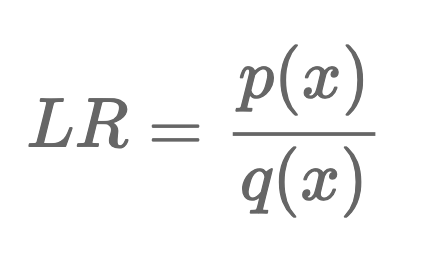 LR = p(x) / q(x)